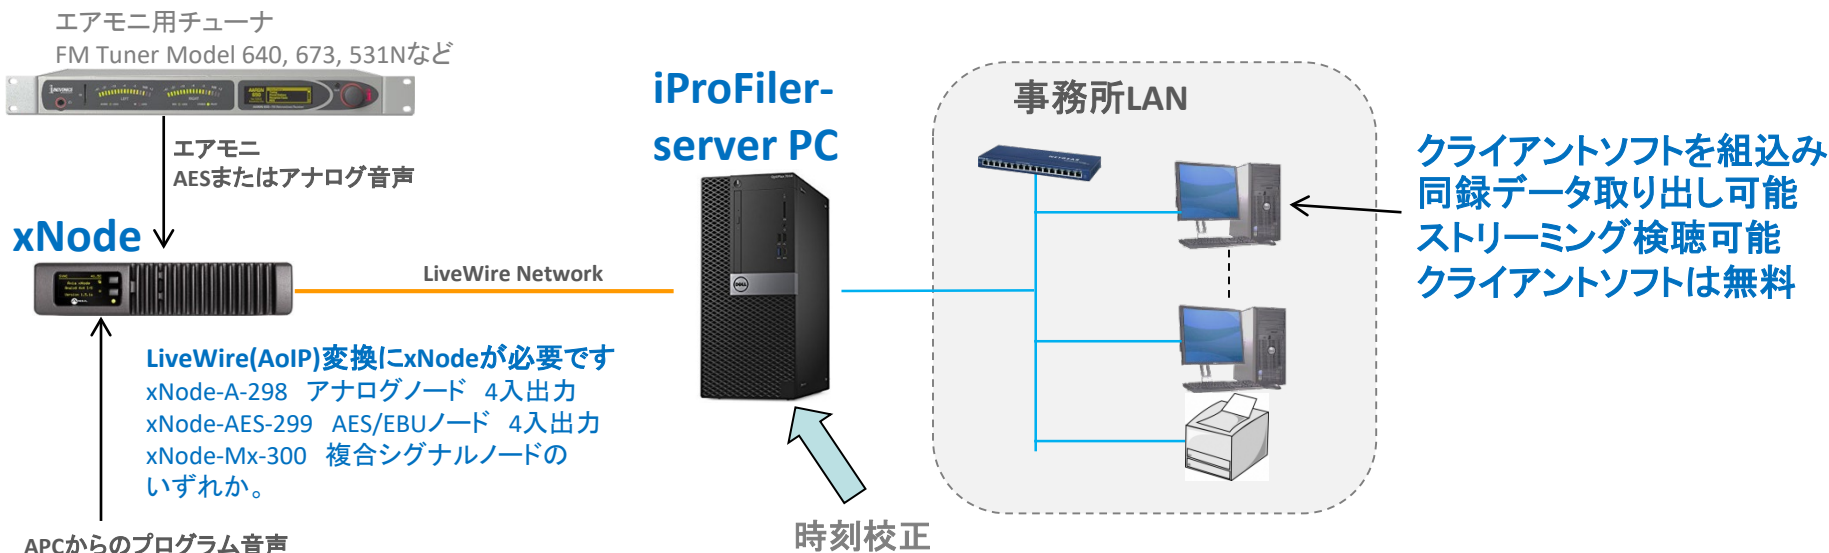 エアモニ用チューナ
FM Tuner Model 640, 673, 531Nなど
エアモニ
AESまたはアナログ音声
xNode
LiveWire Network
LiveWire(AoIP)変換にxNodeが必要です
xNode-A-298 アナログノード 4入出力
xNode-AES-299 AES/EBUノード 4入出力
xNode-Mx-300 複合シグナルノードの
いずれか。
APCからのプログラム音声
iProFiler-
server PC
DELL
時刻校正
事務所LAN
NETGEAR
クライアントソフトを組込み
同録データ取り出し可能
ストリーミング検聴可能
クライアントソフトは無料